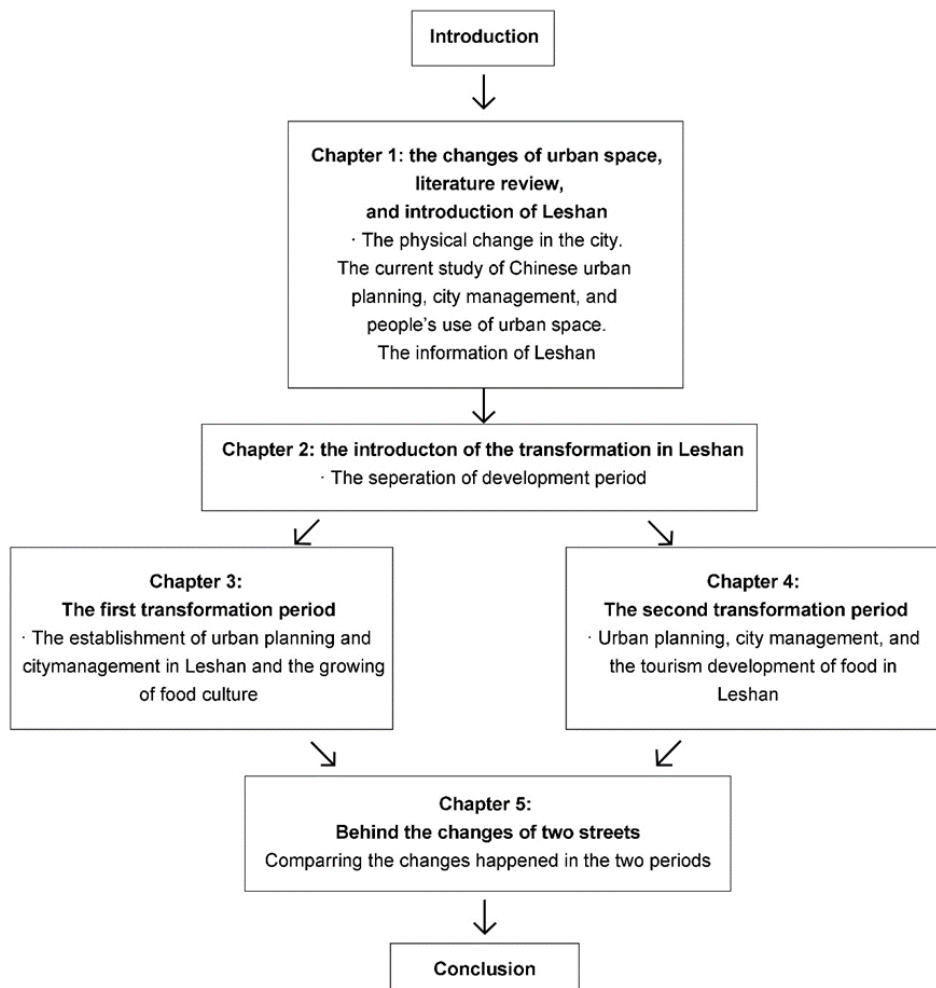 Introduction
Chapter 1: the changes of urban space,
literature review,
and introduction of Leshan
· The physical change in the city.
The current study of Chinese urban
planning, city management, and
people's use of urban space.
The information of Leshan
Chapter 2: the introducton of the transformation in Leshan
· The seperation of development period
Chapter 3:
The first transformation period
· The establishment of urban planning and
citymanagement in Leshan and the growing
of food culture
Chapter 4:
The second transformation period
· Urban planning, city management, and
the tourism development of food in
Leshan
Chapter 5:
Behind the changes of two streets
Comparring the changes happened in the two periods
Conclusion